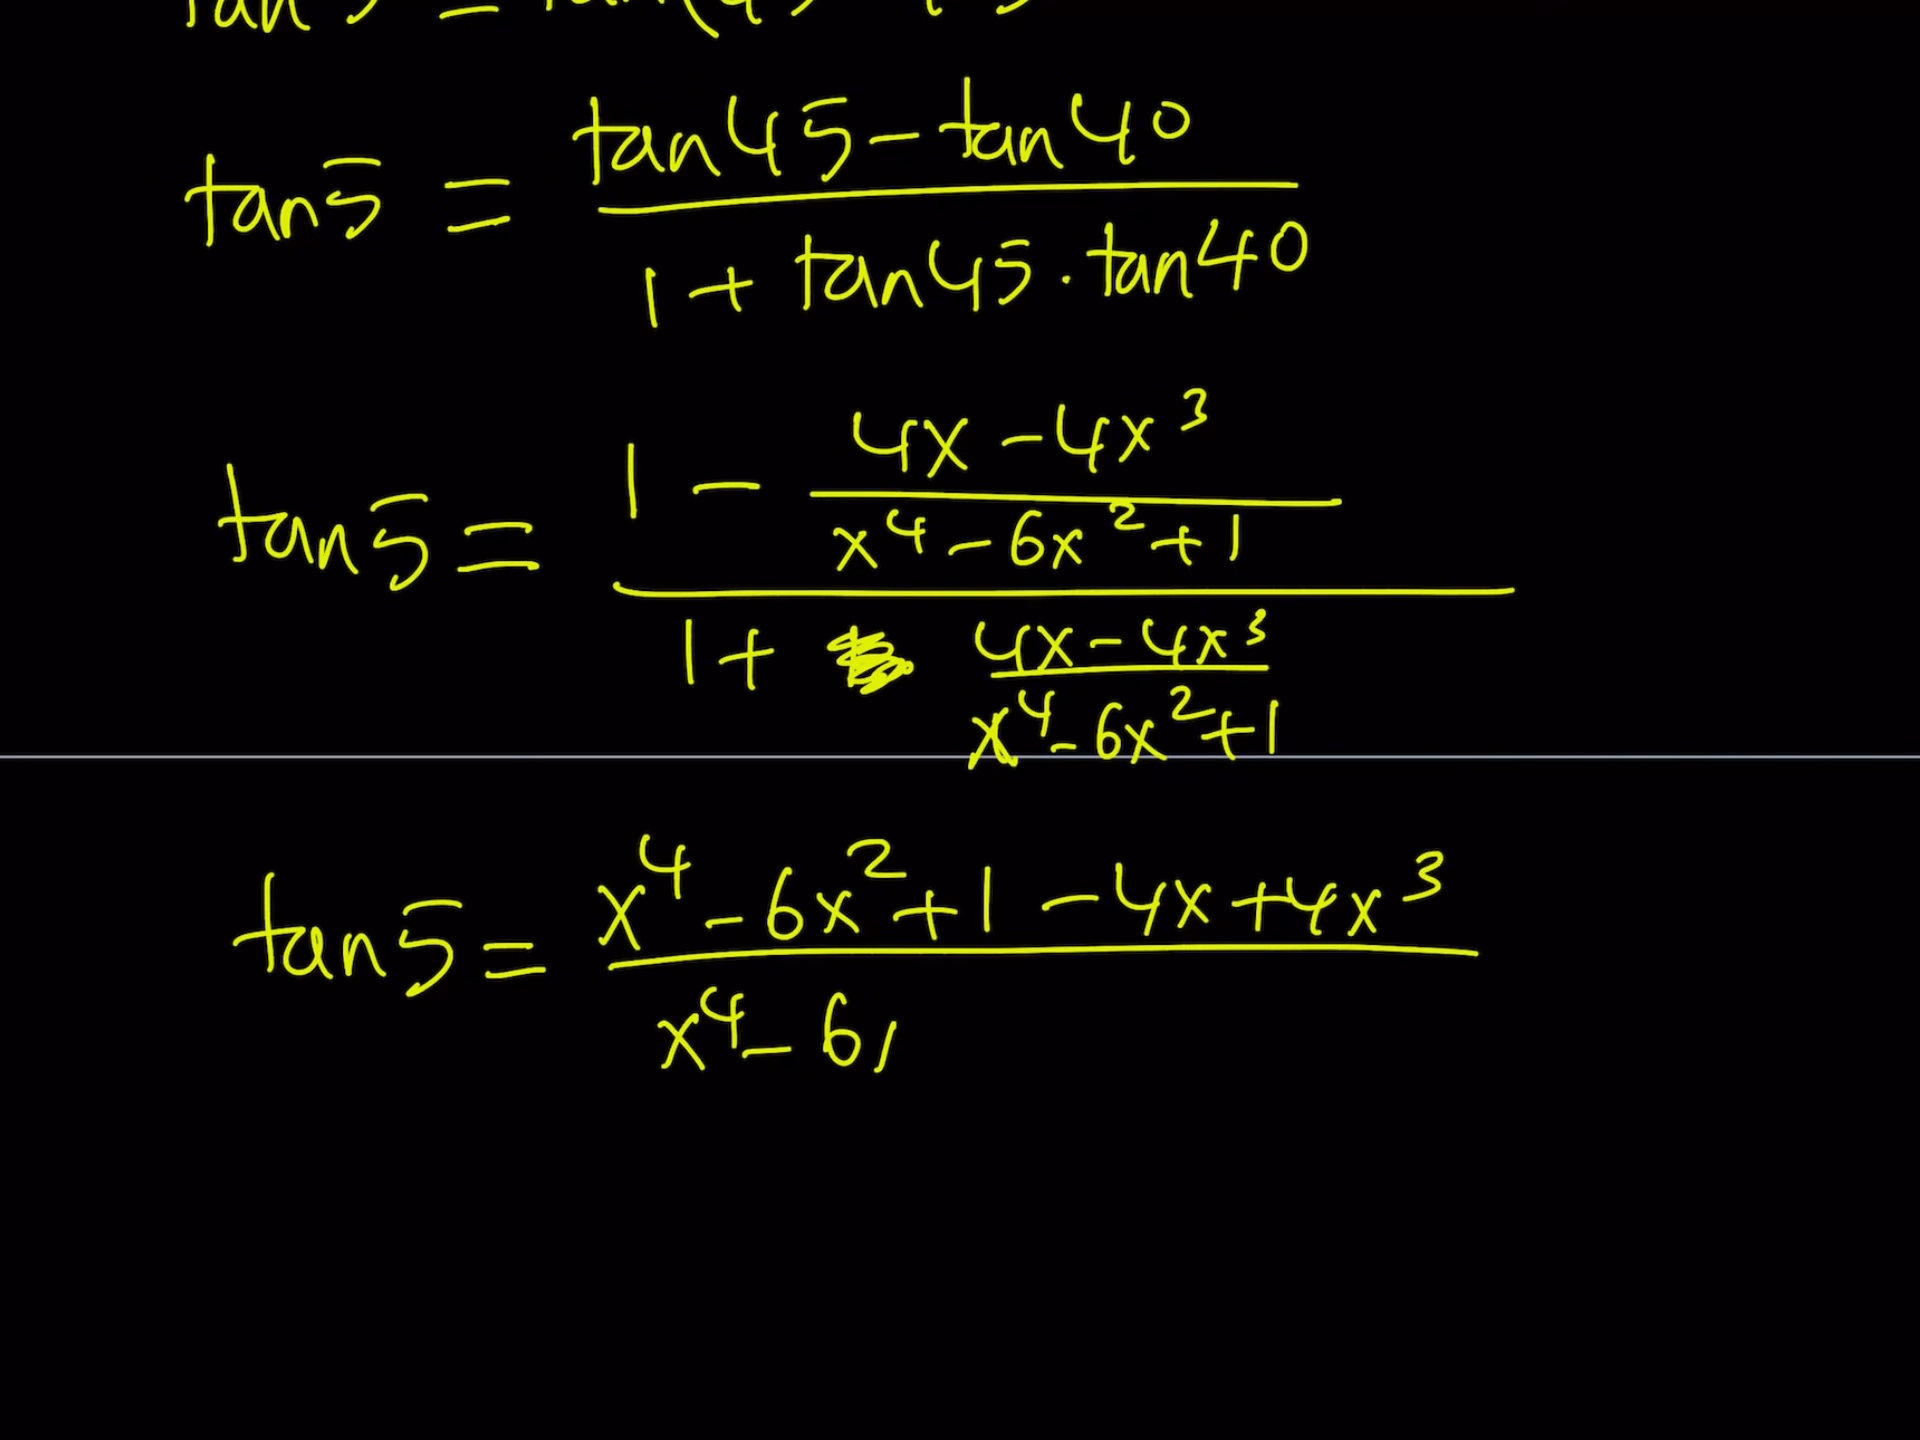 tan5 = (tan45 - tan40) / (1 + tan45 · tan40)
tan5 = (1 - (4x - 4x³) / (x⁴ - 6x² + 1)) / (1 + (4x - 4x³) / (x⁴ - 6x² + 1))
tan5 = (x⁴ - 6x² + 1 - 4x + 4x³) / (x⁴ - 6